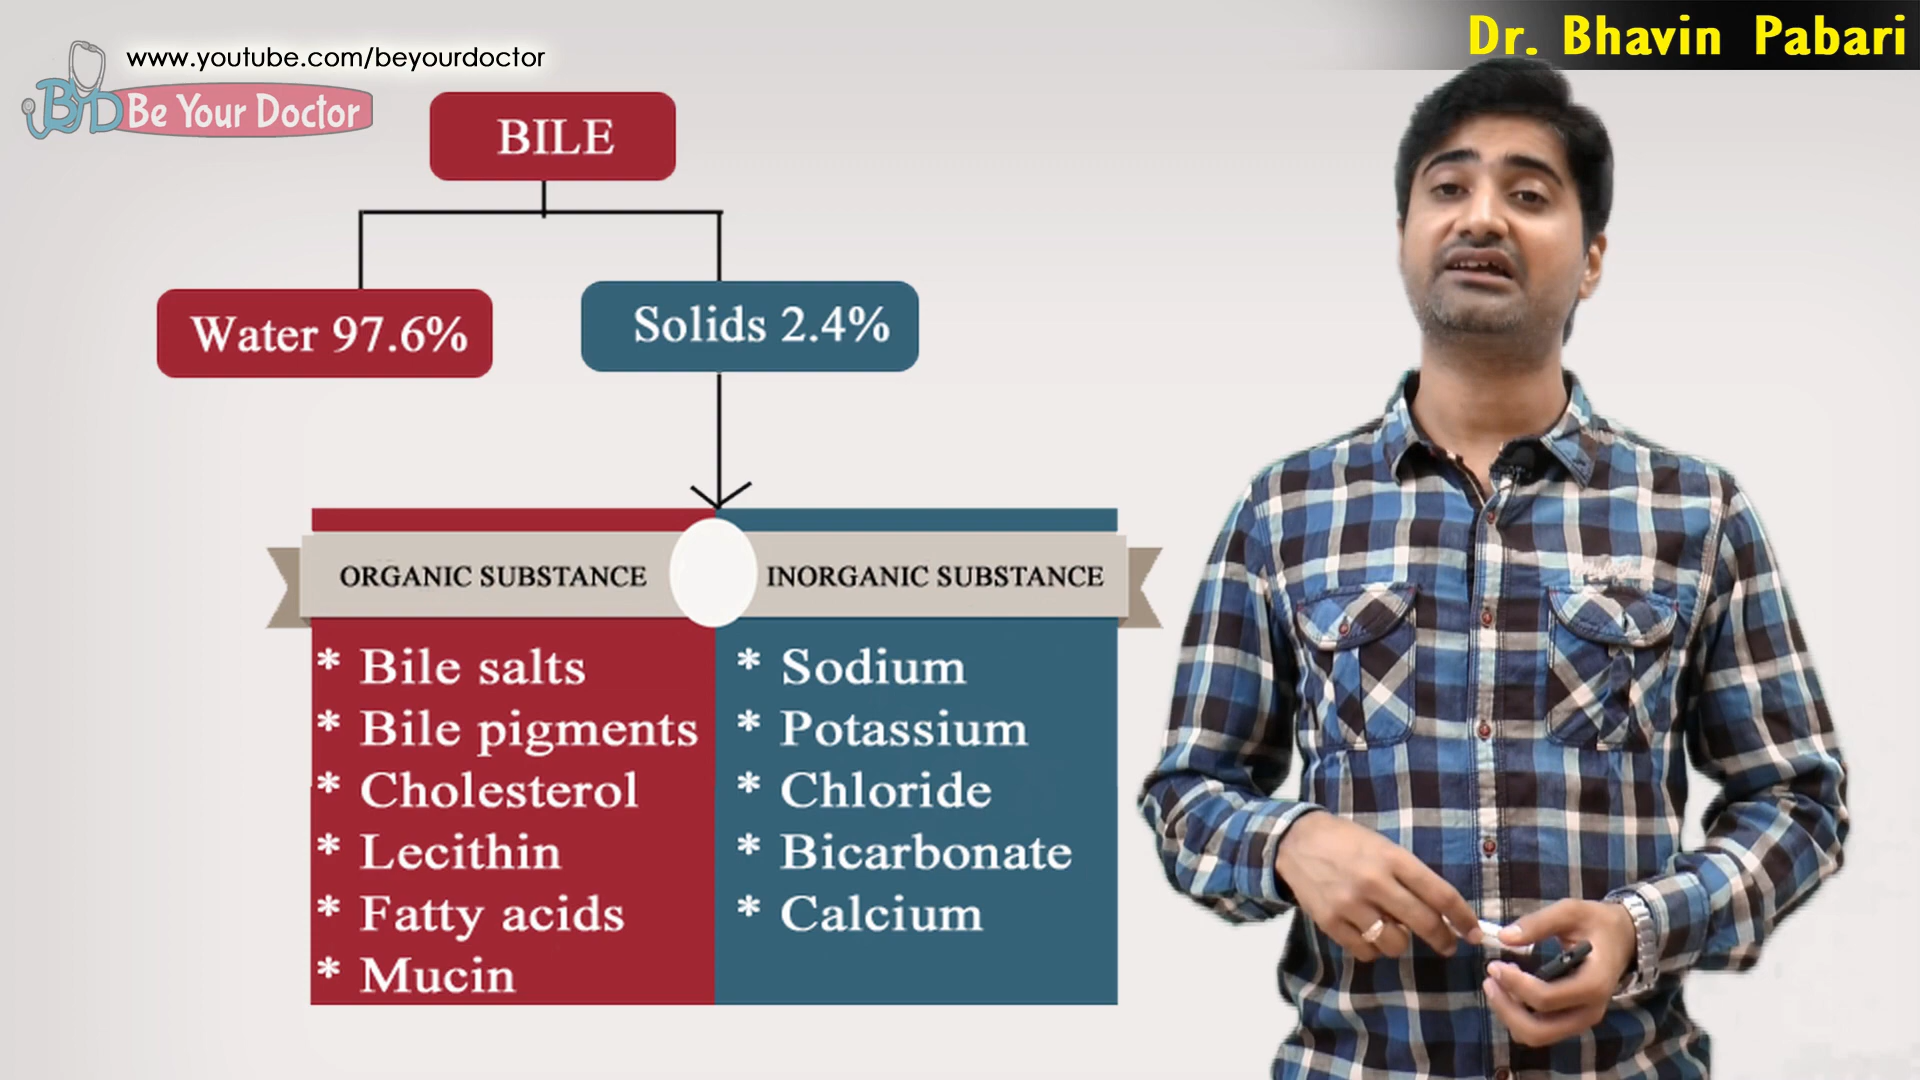 www.youtube.com/beyourdoctor
Dr. Bhavin Pabari
BYD Be Your Doctor
BILE
Water 97.6%
Solids 2.4%
ORGANIC SUBSTANCE
INORGANIC SUBSTANCE
* Bile salts
* Bile pigments
* Cholesterol
* Lecithin
* Fatty acids
* Mucin
* Sodium
* Potassium
* Chloride
* Bicarbonate
* Calcium